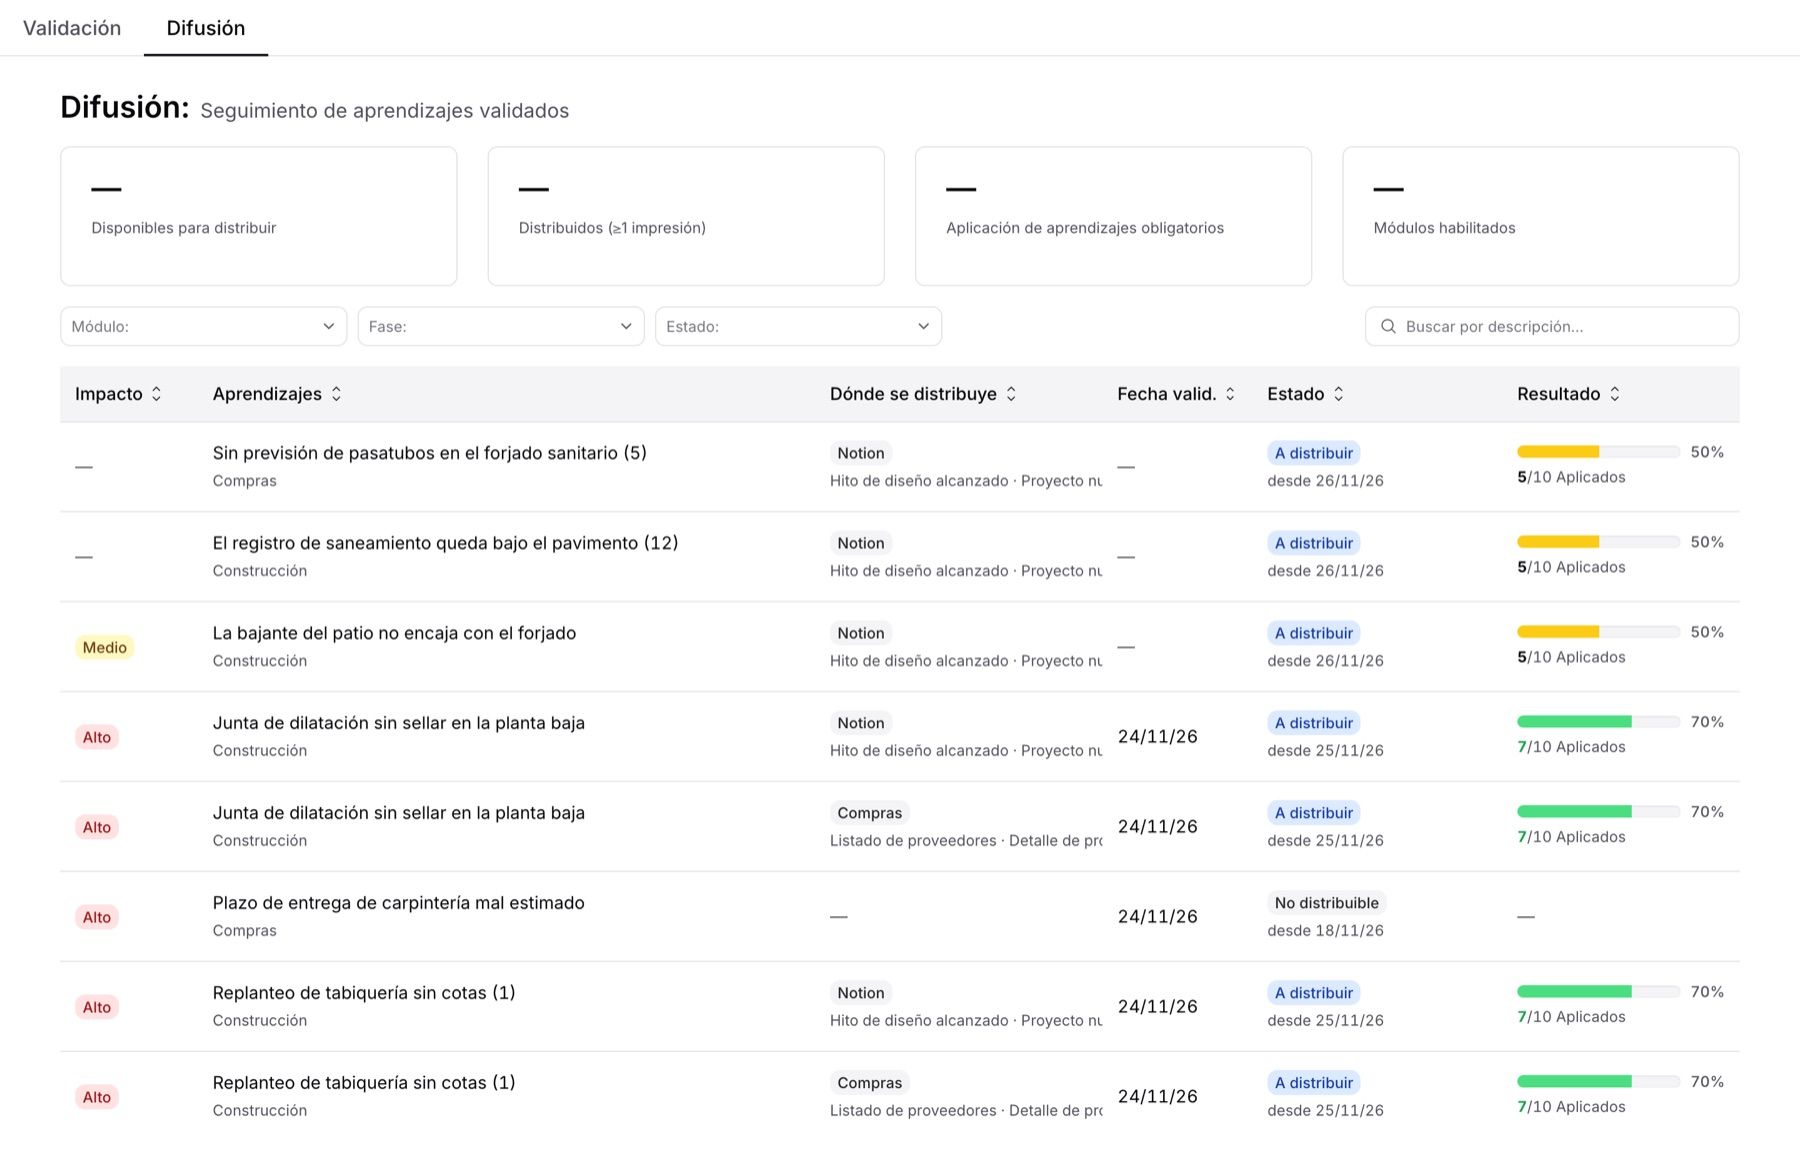 Validación Difusión
Difusión: Seguimiento de aprendizajes validados
— — — —
Disponibles para distribuir Distribuidos (≥1 impresión) Aplicación de aprendizajes obligatorios Módulos habilitados
Módulo: Fase: Estado: Buscar por descripción...
Impacto Aprendizajes Dónde se distribuye Fecha valid. Estado Resultado
— Sin previsión de pasatubos en el forjado sanitario (5) Notion — A distribuir 50%
Compras Hito de diseño alcanzado · Proyecto desde 26/11/26 5/10 Aplicados
— El registro de saneamiento queda bajo el pavimento (12) Notion — A distribuir 50%
Construcción Hito de diseño alcanzado · Proyecto desde 26/11/26 5/10 Aplicados
Medio La bajante del patio no encaja con el forjado Notion — A distribuir 50%
Construcción Hito de diseño alcanzado · Proyecto desde 26/11/26 5/10 Aplicados
Alto Junta de dilatación sin sellar en la planta baja Notion 24/11/26 A distribuir 70%
Construcción Hito de diseño alcanzado · Proyecto desde 25/11/26 7/10 Aplicados
Alto Junta de dilatación sin sellar en la planta baja Compras 24/11/26 A distribuir 70%
Construcción Listado de proveedores · Detalle de desde 25/11/26 7/10 Aplicados
Alto Plazo de entrega de carpintería mal estimado — 24/11/26 No distribuible —
Compras desde 18/11/26
Alto Replanteo de tabiquería sin cotas (1) Notion 24/11/26 A distribuir 70%
Construcción Hito de diseño alcanzado · Proyecto desde 25/11/26 7/10 Aplicados
Alto Replanteo de tabiquería sin cotas (1) Compras 24/11/26 A distribuir 70%
Construcción Listado de proveedores · Detalle de desde 25/11/26 7/10 Aplicados